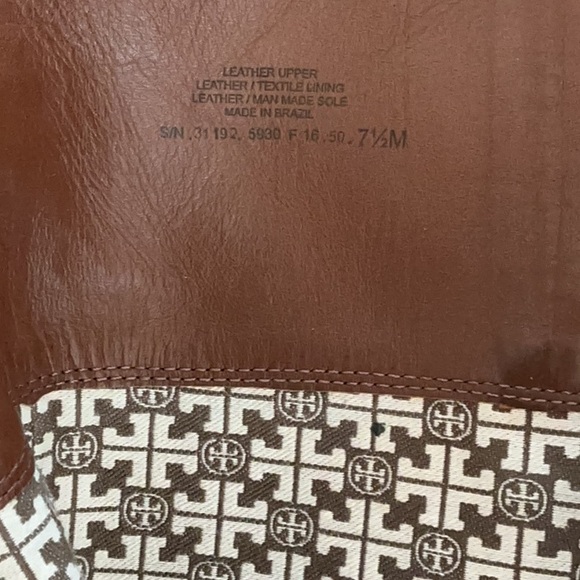 LEATHER UPPER
LEATHER / TEXTILE LINING
LEATHER / MAN MADE SOLE
MADE IN BRAZIL
S/N . 31192. 5930 F 16 .50. 7½M